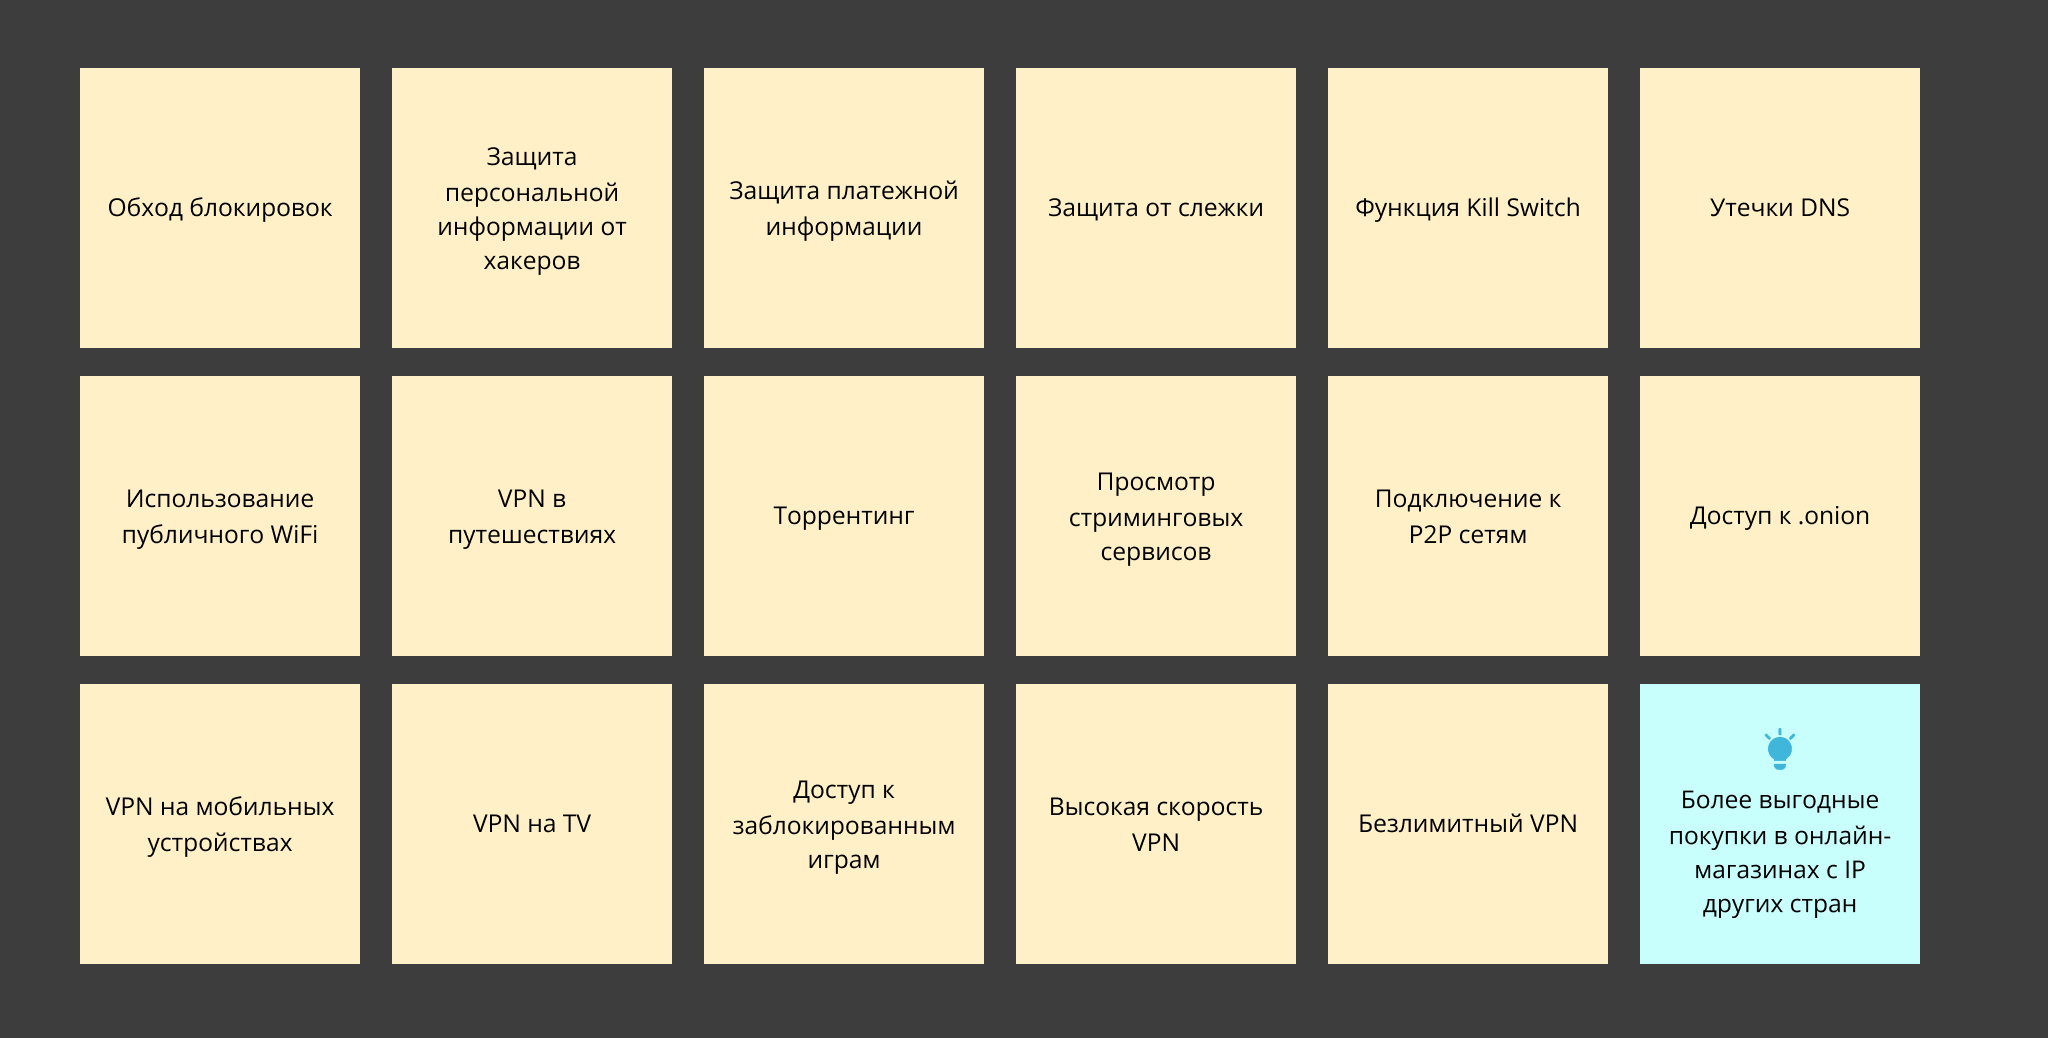 Обход блокировок
Защита
персональной
информации от
хакеров
Защита платежной
информации
Защита от слежки
Функция Kill Switch
Утечки DNS
Использование
публичного WiFi
VPN в
путешествиях
Торрентинг
Просмотр
стриминговых
сервисов
Подключение к
P2P сетям
Доступ к .onion
VPN на мобильных
устройствах
VPN на TV
Доступ к
заблокированным
играм
Высокая скорость
VPN
Безлимитный VPN
Более выгодные
покупки в онлайн-
магазинах с IP
других стран